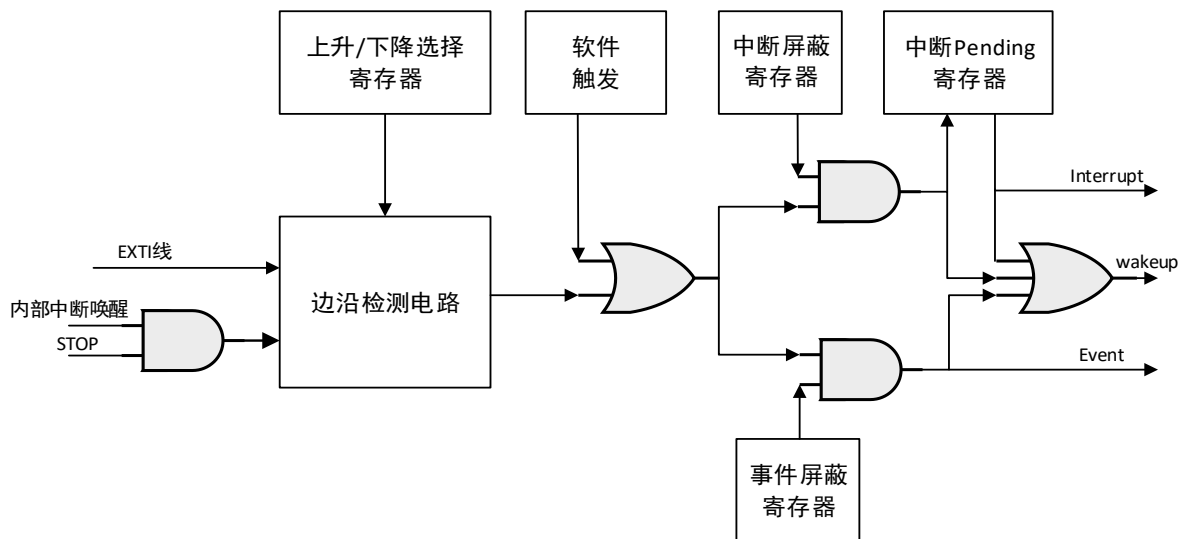 上升/下降选择
寄存器
软件
触发
中断屏蔽
寄存器
中断Pending
寄存器
Interrupt
EXTI线
wakeup
内部中断唤醒
边沿检测电路
STOP
Event
事件屏蔽
寄存器